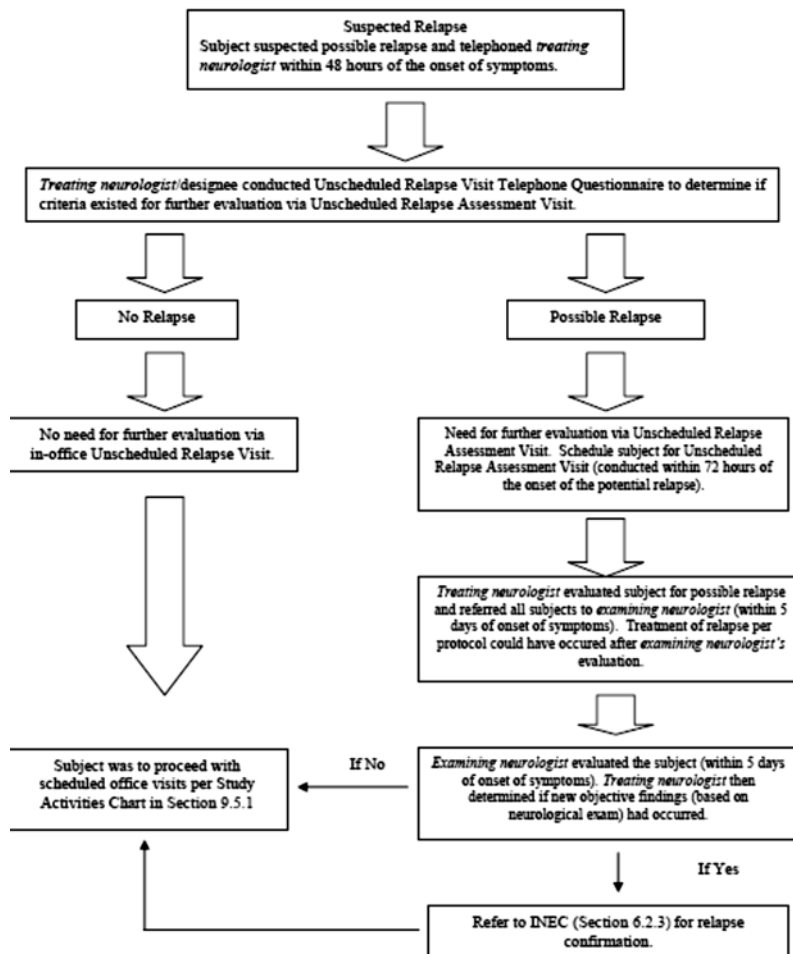 Suspected Relapse
Subject suspected possible relapse and telephoned treating
neurologist within 48 hours of the onset of symptoms.
Treating neurologist/designee conducted Unscheduled Relapse Visit Telephone Questionnaire to determine if
criteria existed for further evaluation via Unscheduled Relapse Assessment Visit.
No Relapse
Possible Relapse
No need for further evaluation via
in-office Unscheduled Relapse Visit.
Need for further evaluation via Unscheduled Relapse
Assessment Visit. Schedule subject for Unscheduled
Relapse Assessment Visit (conducted within 72 hours of
the onset of the potential relapse).
Treating neurologist evaluated subject for possible relapse
and referred all subjects to examining neurologist (within 5
days of onset of symptoms). Treatment of relapse per
protocol could have occured after examining neurologist's
evaluation.
Subject was to proceed with
scheduled office visits per Study
Activities Chart in Section 9.5.1
If No
Examining neurologist evaluated the subject (within 5 days
of onset of symptoms). Treating neurologist then
determined if new objective findings (based on
neurological exam) had occurred.
If Yes
Refer to INEC (Section 6.2.3) for relapse
confirmation.